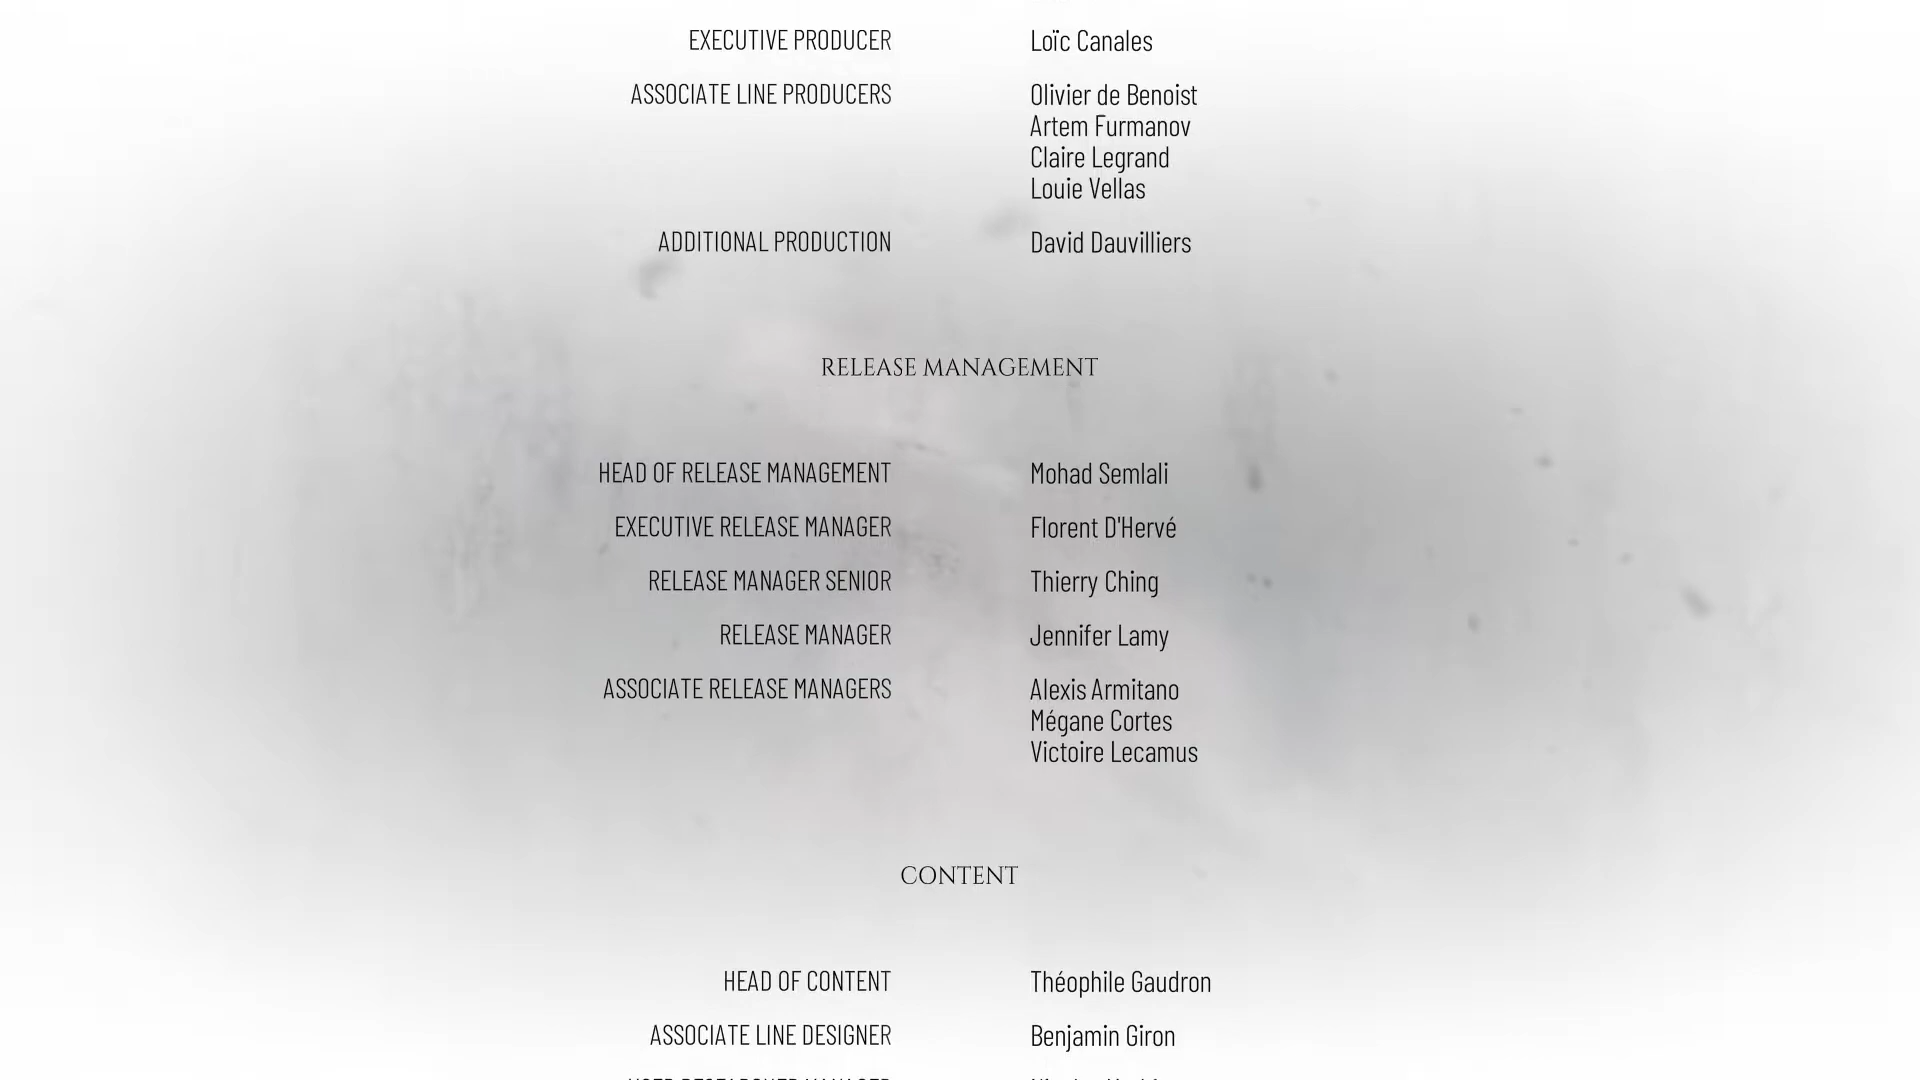 EXECUTIVE PRODUCER Loïc Canales
ASSOCIATE LINE PRODUCERS Olivier de Benoist
Artem Furmanov
Claire Legrand
Louie Vellas
ADDITIONAL PRODUCTION David Dauvilliers
RELEASE MANAGEMENT
HEAD OF RELEASE MANAGEMENT Mohad Semlali
EXECUTIVE RELEASE MANAGER Florent D'Hervé
RELEASE MANAGER SENIOR Thierry Ching
RELEASE MANAGER Jennifer Lamy
ASSOCIATE RELEASE MANAGERS Alexis Armitano
Mégane Cortes
Victoire Lecamus
CONTENT
HEAD OF CONTENT Théophile Gaudron
ASSOCIATE LINE DESIGNER Benjamin Giron